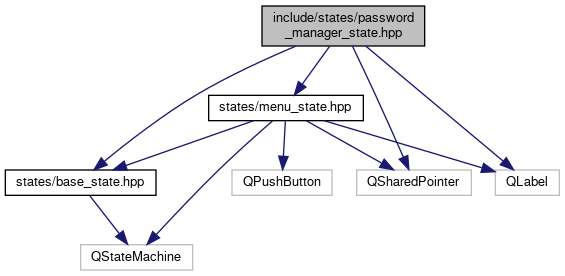 include/states/password
_manager_state.hpp
states/menu_state.hpp
states/base_state.hpp
QPushButton
QSharedPointer
QLabel
QStateMachine